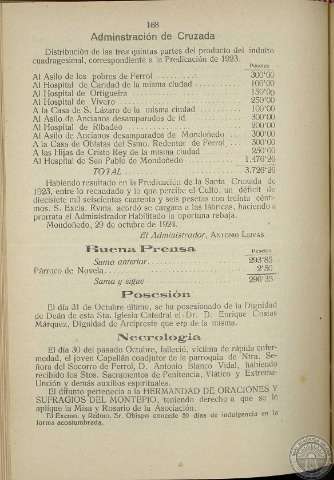 168
Adminstración de Cruzada
Distribución de las tres quintas partes del producto del indulto
cuadragesimal, correspondiente a la Predicación de 1923.
Pesetas
Al Asilo de los pobres de Ferrol 300'00
Al Hospital de Caridad de la misma ciudad 100'00
Al Hospital de Ortigueira 150'00
Al Hospital de Vivero 250'00
A la Casa de S. Lázaro de la misma ciudad 100'00
Al Asilo de Ancianos desamparados de id. 300'00
Al Hospital de Ribadeo 200'00
Al Asilo de Ancianos desamparados de Mondoñedo 300'00
A la Casa de Oblatas del Ssmo. Redentor de Ferrol 300'00
A las Hijas de Cristo Rey de la misma ciudad 250'00
Al Hospital de San Pablo de Mondoñedo 1.476'26
TOTAL 3.726'26
Habiendo resultado en la Predicación de la Santa Cruzada de
1923, entre lo recaudado y lo que percibe el Culto, un déficit de
diecisiete mil seiscientas cuarenta y seis pesetas con treinta cénti-
mos, S. Excia. Rvma. acordó se cargara a las fábricas, haciendo a
prorrata el Administrador Habilitado la oportuna rebaja.
Mondoñedo, 29 de octubre de 1924.
El Administrador, ANTONIO
Buena Prensa
Pesetas
Suma anterior 293'85
Párroco de Novela 2'50
Suma y sigue 296'35
Posesión
El día 31 de Octubre último, se ha posesionado de la Dignidad
de Deán de esta Sta. Iglesia Catedral el Dr. D. Enrique Costas
Márquez, Dignidad de Arcipreste que era de la misma.
Necrología
El día 30 del pasado Octubre, falleció, víctima de rápida enfer-
medad, el joven Capellán coadjutor de la parroquia de Ntra. Se-
ñora del Socorro de Ferrol, D. Antonio Blanco Vidal, habiendo
recibido los Stos. Sacramentos de Penitencia, Viático y Extrema-
Unción y demás auxilios espirituales.
El difunto pertenecía a la HERMANDAD DE ORACIONES Y
SUFRAGIOS DEL MONTEPIO, teniendo derecho a que se le
aplique la Misa y Rosario de la Asociación.
El Excmo. y Rvdmo. Sr. Obispo concede 50 días de indulgencia en la
forma acostumbrada.